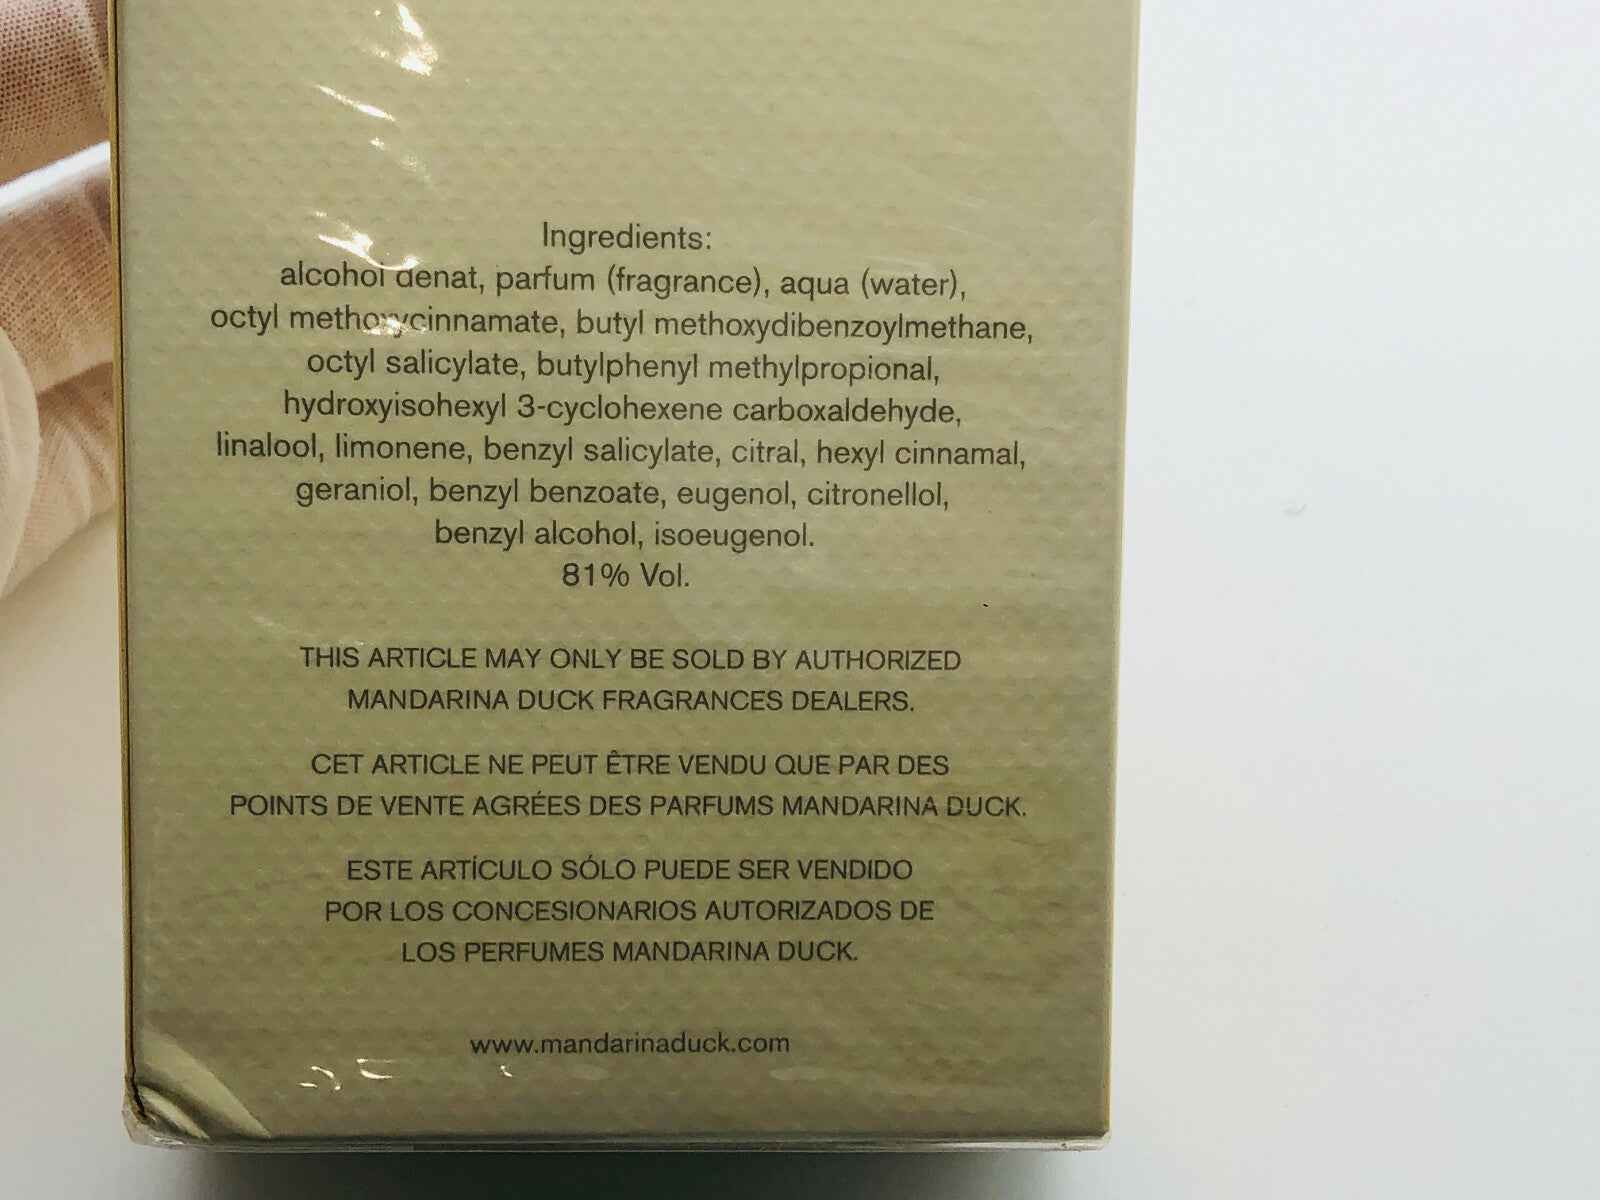 Ingredients:
alcohol denat, parfum (fragrance), aqua (water),
octyl methoxycinnamate, butyl methoxydibenzoylmethane,
octyl salicylate, butylphenyl methylpropional,
hydroxyisohexyl 3-cyclohexene carboxaldehyde,
linalool, limonene, benzyl salicylate, citral, hexyl cinnamal,
geraniol, benzyl benzoate, eugenol, citronellol,
benzyl alcohol, isoeugenol.
81% Vol.
THIS ARTICLE MAY ONLY BE SOLD BY AUTHORIZED
MANDARINA DUCK FRAGRANCES DEALERS.
CET ARTICLE NE PEUT ÊTRE VENDU QUE PAR DES
POINTS DE VENTE AGRÉES DES PARFUMS MANDARINA DUCK.
ESTE ARTÍCULO SÓLO PUEDE SER VENDIDO
POR LOS CONCESIONARIOS AUTORIZADOS DE
LOS PERFUMES MANDARINA DUCK.
www.mandarinaduck.com